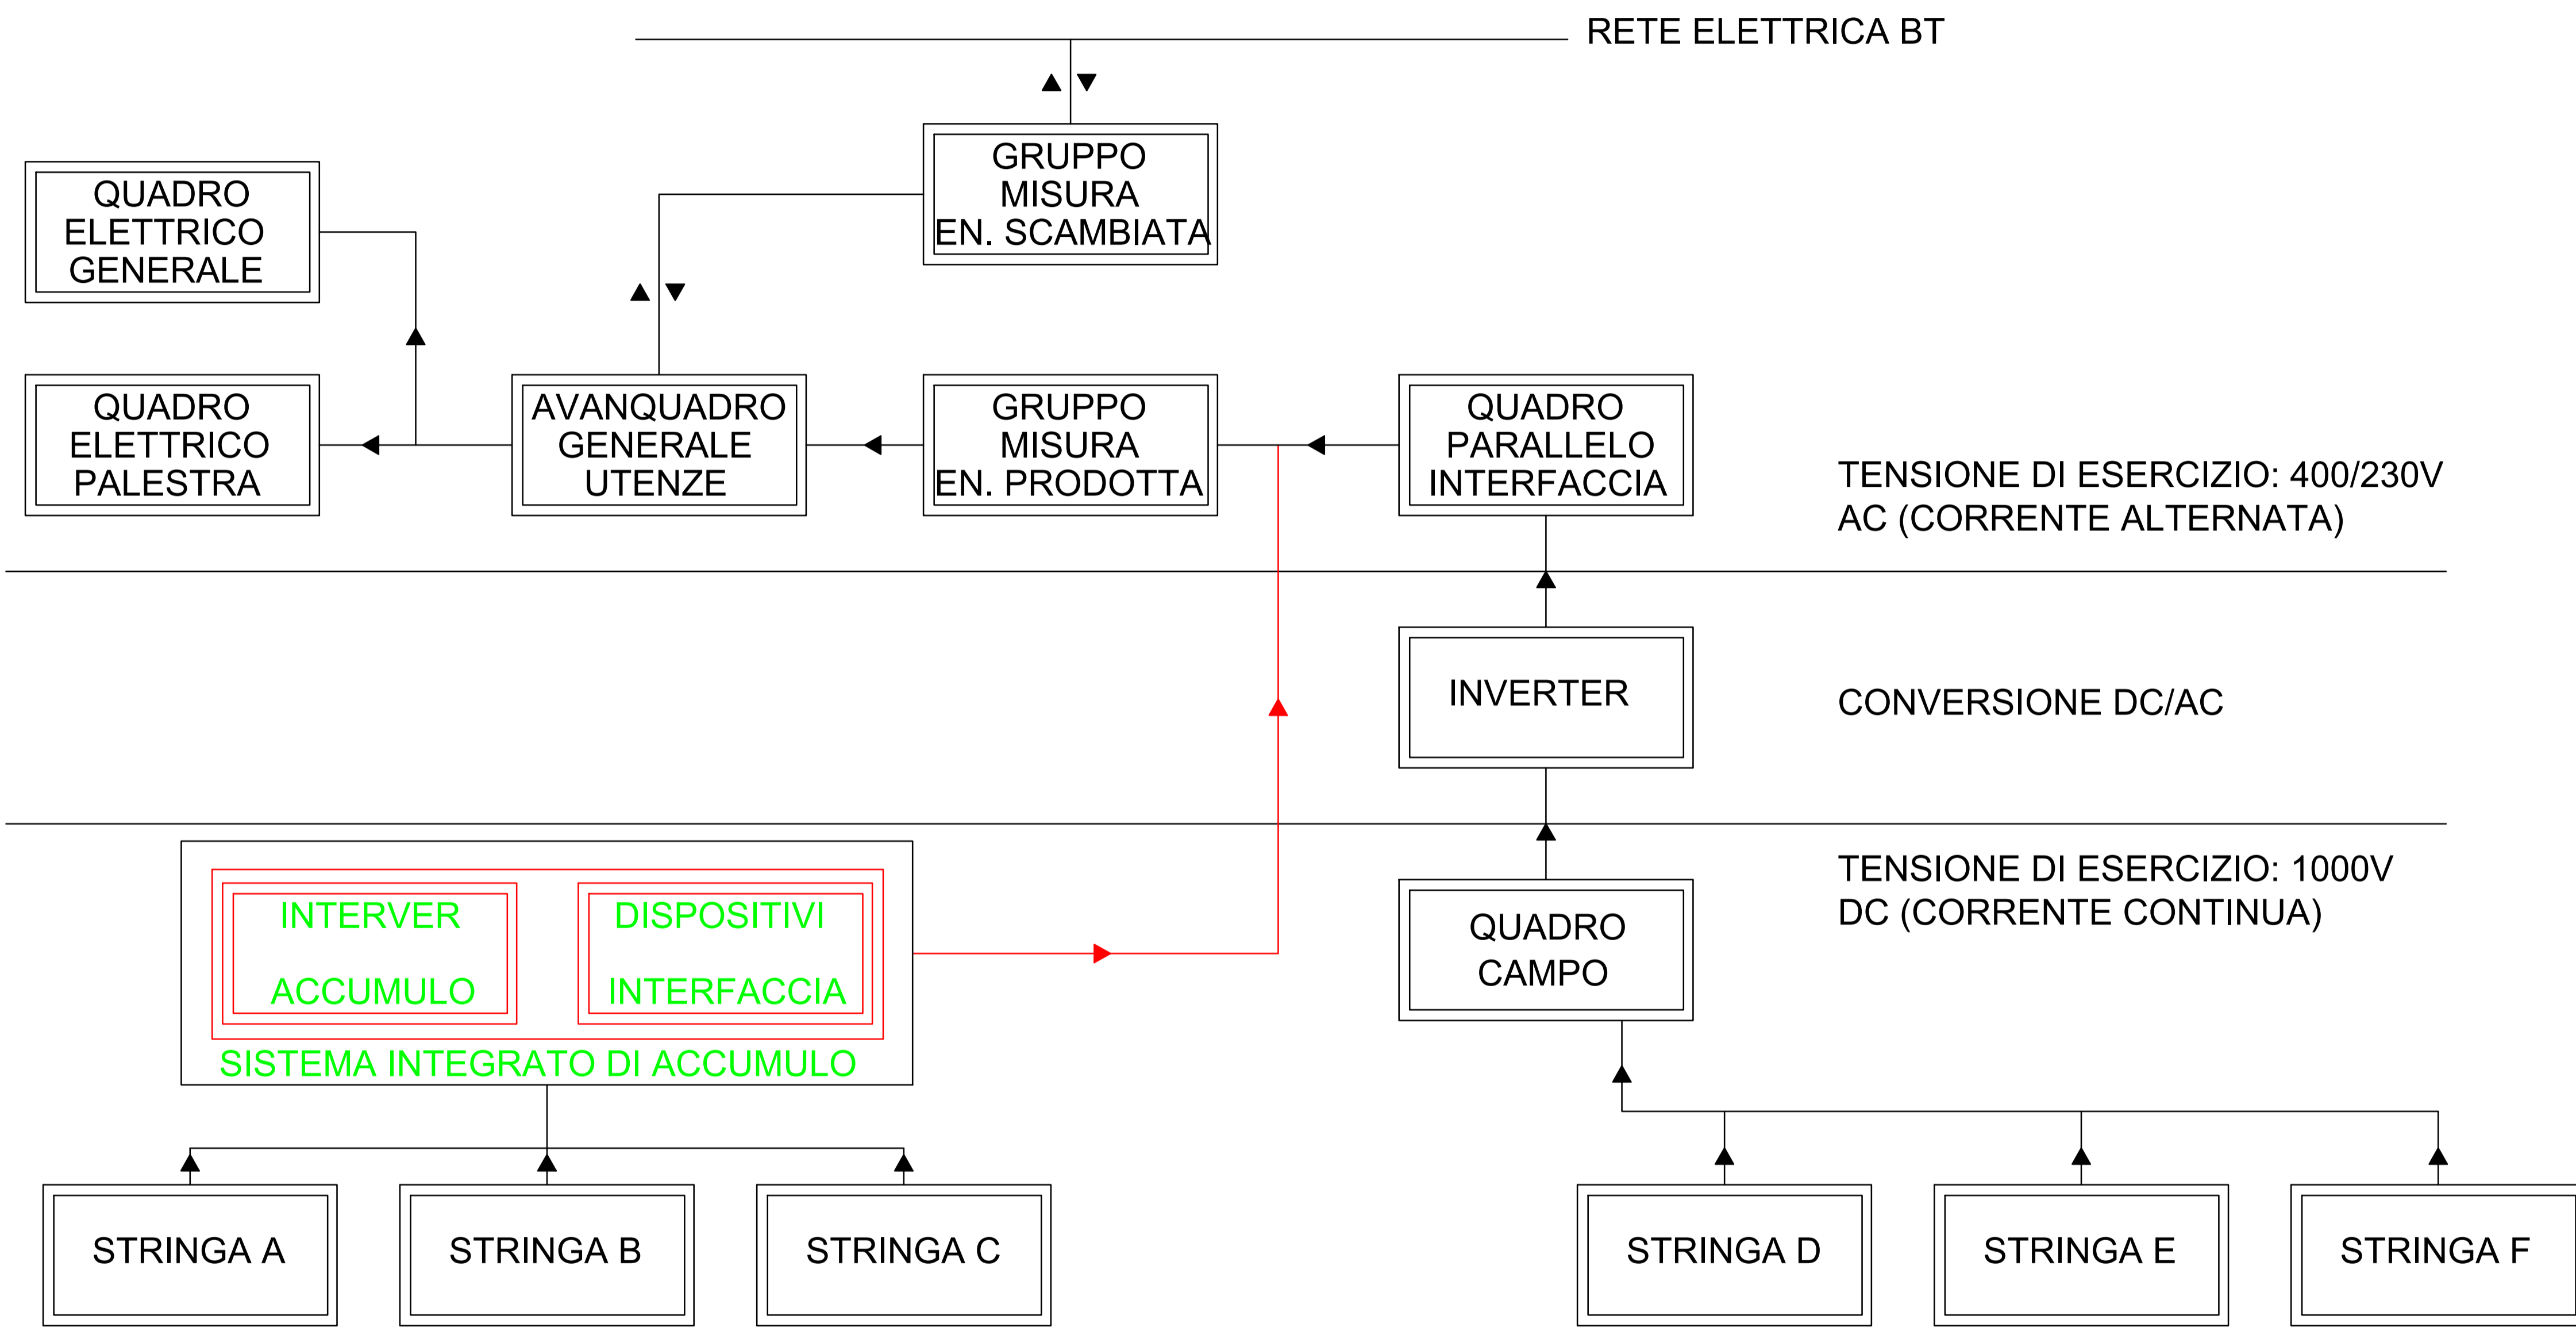 RETE ELETTRICA BT
GRUPPO
MISURA
EN. SCAMBIATA
QUADRO
ELETTRICO
GENERALE
QUADRO
ELETTRICO
PALESTRA
AVANQUADRO
GENERALE
UTENZE
GRUPPO
MISURA
EN. PRODOTTA
QUADRO
PARALLELO
INTERFACCIA
TENSIONE DI ESERCIZIO: 400/230V
AC (CORRENTE ALTERNATA)
INVERTER
CONVERSIONE DC/AC
TENSIONE DI ESERCIZIO: 1000V
DC (CORRENTE CONTINUA)
INTERVER
ACCUMULO
DISPOSITIVI
INTERFACCIA
SISTEMA INTEGRATO DI ACCUMULO
QUADRO
CAMPO
STRINGA A
STRINGA B
STRINGA C
STRINGA D
STRINGA E
STRINGA F